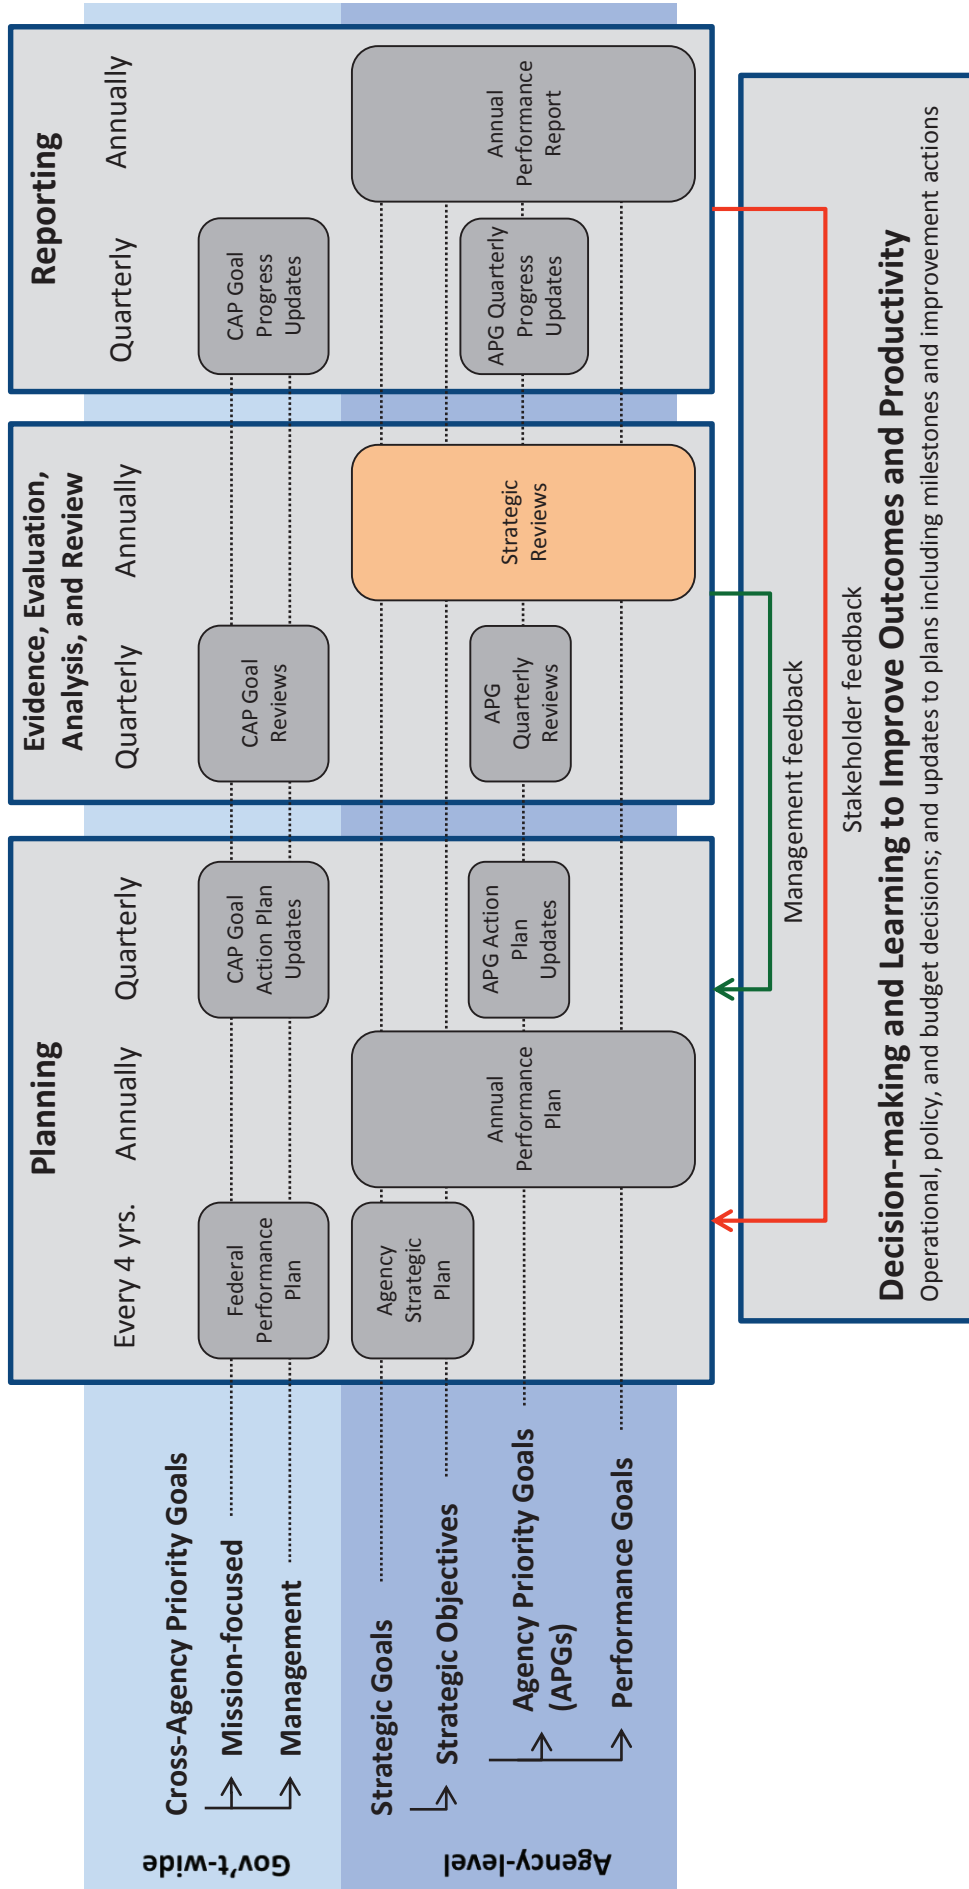 Planning
Every 4 yrs.
Annually
Quarterly
Evidence, Evaluation,
Analysis, and Review
Quarterly
Annually
Reporting
Quarterly
Annually
Gov't-wide
Cross-Agency Priority Goals
Mission-focused
Management
Federal
Performance
Plan
CAP Goal
Action Plan
Updates
CAP Goal
Reviews
CAP Goal
Progress
Updates
Agency-level
Strategic Goals
Strategic Objectives
Agency Priority Goals
(APGs)
Performance Goals
Agency
Strategic
Plan
Annual
Performance
Plan
APG Action
Plan
Updates
APG
Quarterly
Reviews
Strategic
Reviews
APG Quarterly
Progress
Updates
Annual
Performance
Report
Management feedback
Stakeholder feedback
Decision-making and Learning to Improve Outcomes and Productivity
Operational, policy, and budget decisions; and updates to plans including milestones and improvement actions